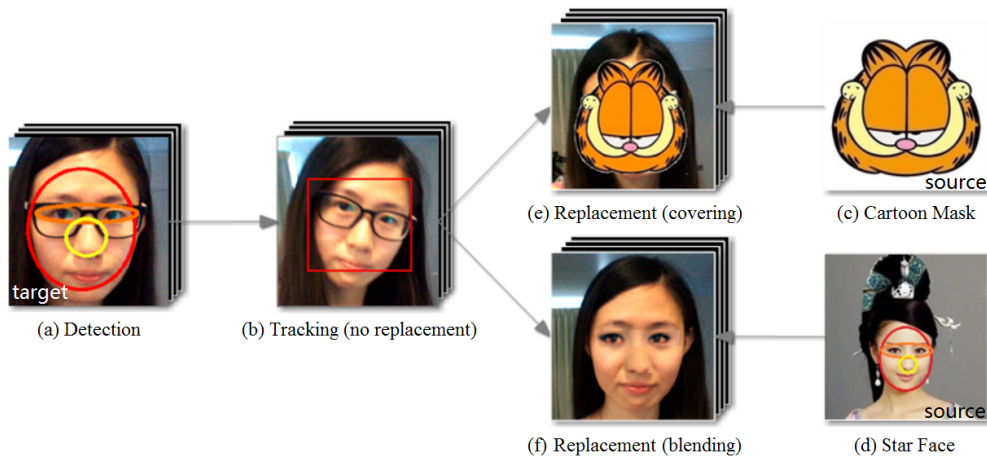 target
(a) Detection
(b) Tracking (no replacement)
(e) Replacement (covering)
source
(c) Cartoon Mask
(f) Replacement (blending)
source
(d) Star Face